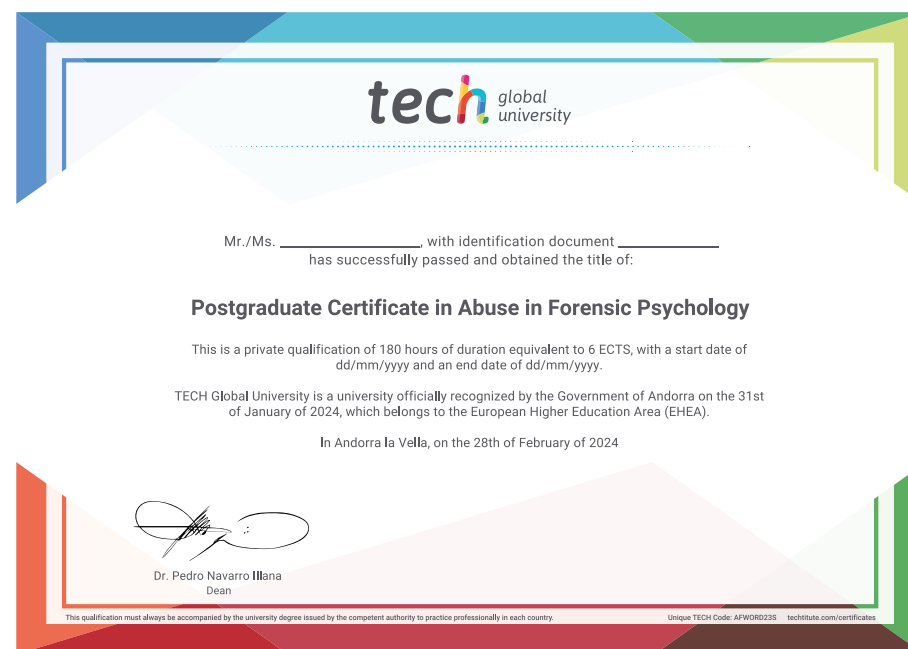 tech global
university
Mr./Ms. ____________, with identification document ____________
has successfully passed and obtained the title of:
Postgraduate Certificate in Abuse in Forensic Psychology
This is a private qualification of 180 hours of duration equivalent to 6 ECTS, with a start date of
dd/mm/yyyy and an end date of dd/mm/yyyy.
TECH Global University is a university officially recognized by the Government of Andorra on the 31st
of January of 2024, which belongs to the European Higher Education Area (EHEA).
In Andorra la Vella, on the 28th of February of 2024
Dr. Pedro Navarro Illana
Dean
This qualification must always be accompanied by the university degree issued by the competent authority to practice professionally in each country.
Unique TECH Code: AFWORD23S techtitute.com/certificates